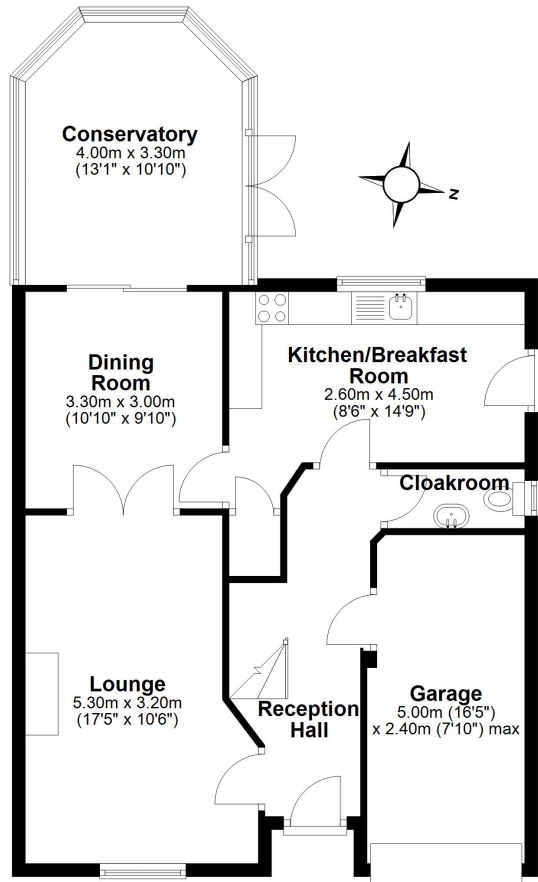 Conservatory
4.00m x 3.30m
(13'1" x 10'10")
N
Dining
Room
3.30m x 3.00m
(10'10" x 9'10")
Kitchen/Breakfast
Room
2.60m x 4.50m
(8'6" x 14'9")
Cloakroom
Lounge
5.30m x 3.20m
(17'5" x 10'6")
Reception
Hall
Garage
5.00m (16'5")
x 2.40m (7'10") max